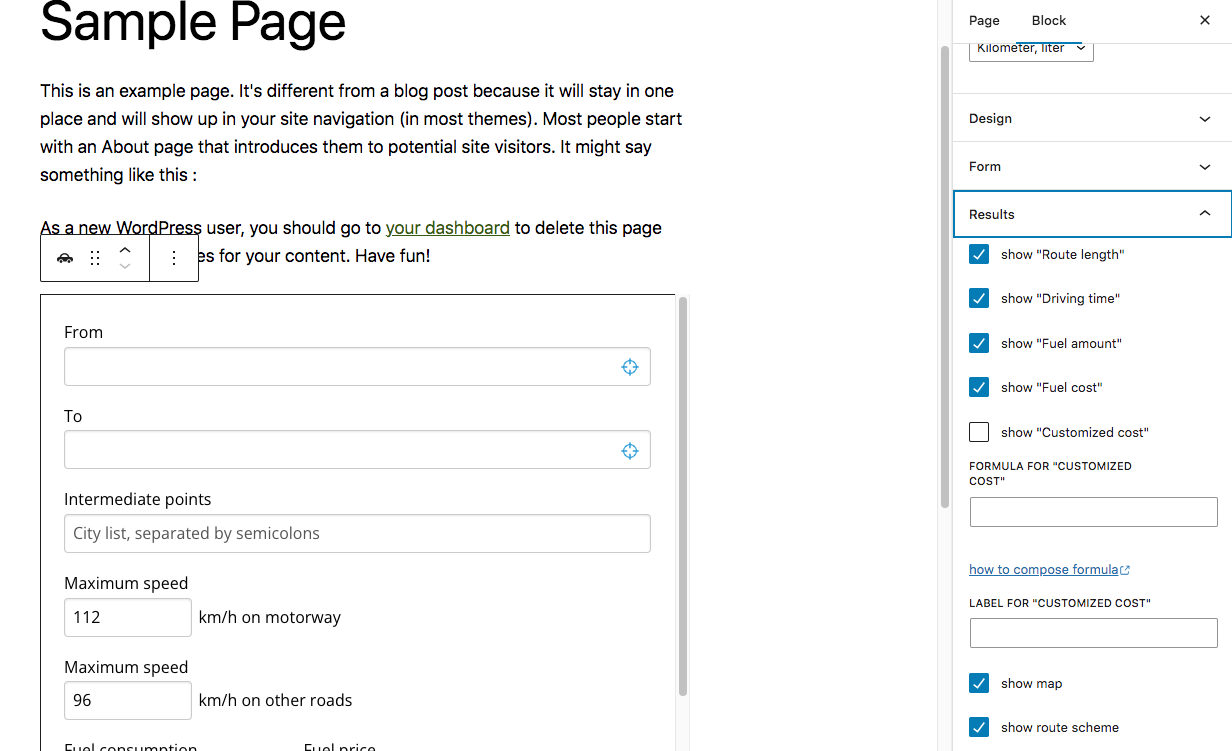 Sample Page
This is an example page. It's different from a blog post because it will stay in one
place and will show up in your site navigation (in most themes). Most people start
with an About page that introduces them to potential site visitors. It might say
something like this :
As a new WordPress user, you should go to your dashboard to delete this page
es for your content. Have fun!
From
To
Intermediate points
City list, separated by semicolons
Maximum speed
112 km/h on motorway
Maximum speed
96 km/h on other roads
Fuel consumption Fuel price
Page Block
Kilometer, liter
Design
Form
Results
show "Route length"
show "Driving time"
show "Fuel amount"
show "Fuel cost"
show "Customized cost"
FORMULA FOR "CUSTOMIZED
COST"
how to compose formula
LABEL FOR "CUSTOMIZED COST"
show map
show route scheme